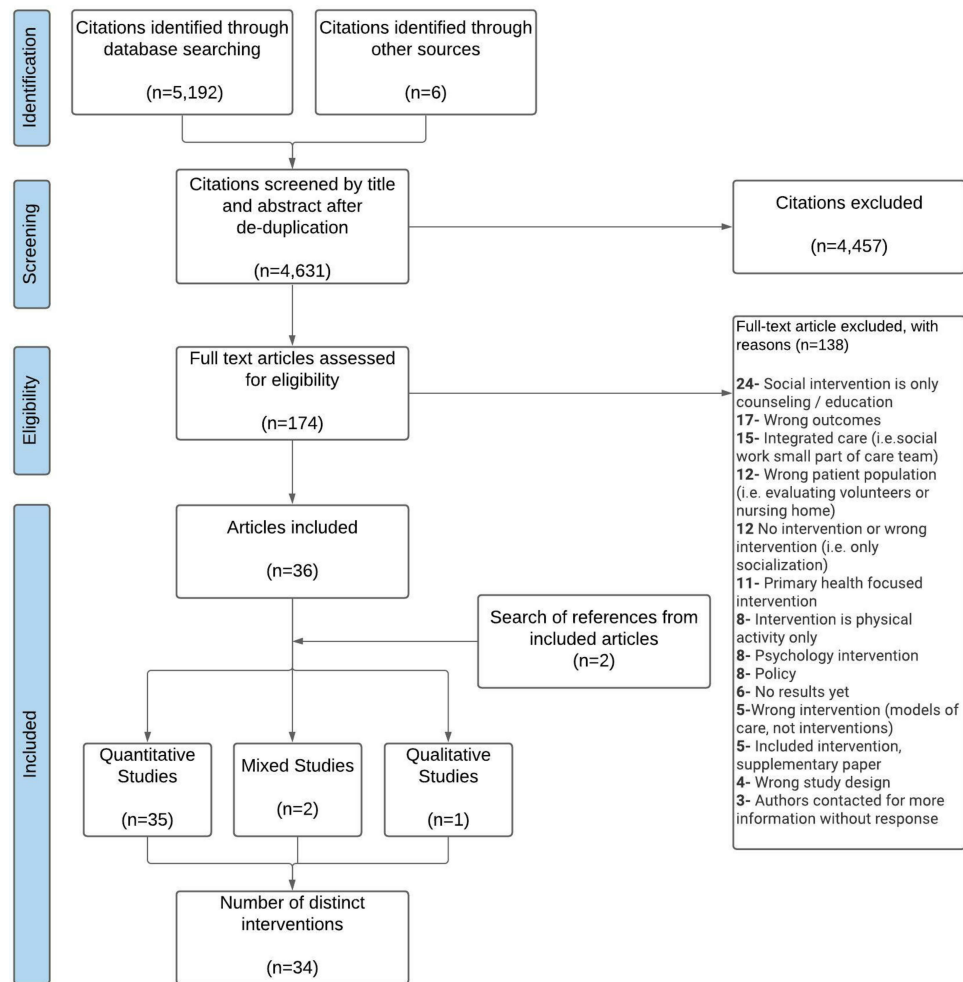 Identification
Citations identified through
database searching
(n=5,192)
Citations identified through
other sources
(n=6)
Screening
Citations screened by title
and abstract after
de-duplication
(n=4,631)
Citations excluded
(n=4,457)
Eligibility
Full text articles assessed
for eligibility
(n=174)
Full-text article excluded, with
reasons (n=138)
24- Social intervention is only
counseling / education
17- Wrong outcomes
15- Integrated care (i.e.social
work small part of care team)
12- Wrong patient population
(i.e. evaluating volunteers or
nursing home)
12 No intervention or wrong
intervention (i.e. only
socialization)
11- Primary health focused
intervention
8- Intervention is physical
activity only
8- Psychology intervention
8- Policy
6- No results yet
5-Wrong intervention (models of
care, not interventions)
5- Included intervention,
supplementary paper
4- Wrong study design
3- Authors contacted for more
information without response
Included
Articles included
(n=36)
Search of references from
included articles
(n=2)
Quantitative
Studies
(n=35)
Mixed Studies
(n=2)
Qualitative
Studies
(n=1)
Number of distinct
interventions
(n=34)